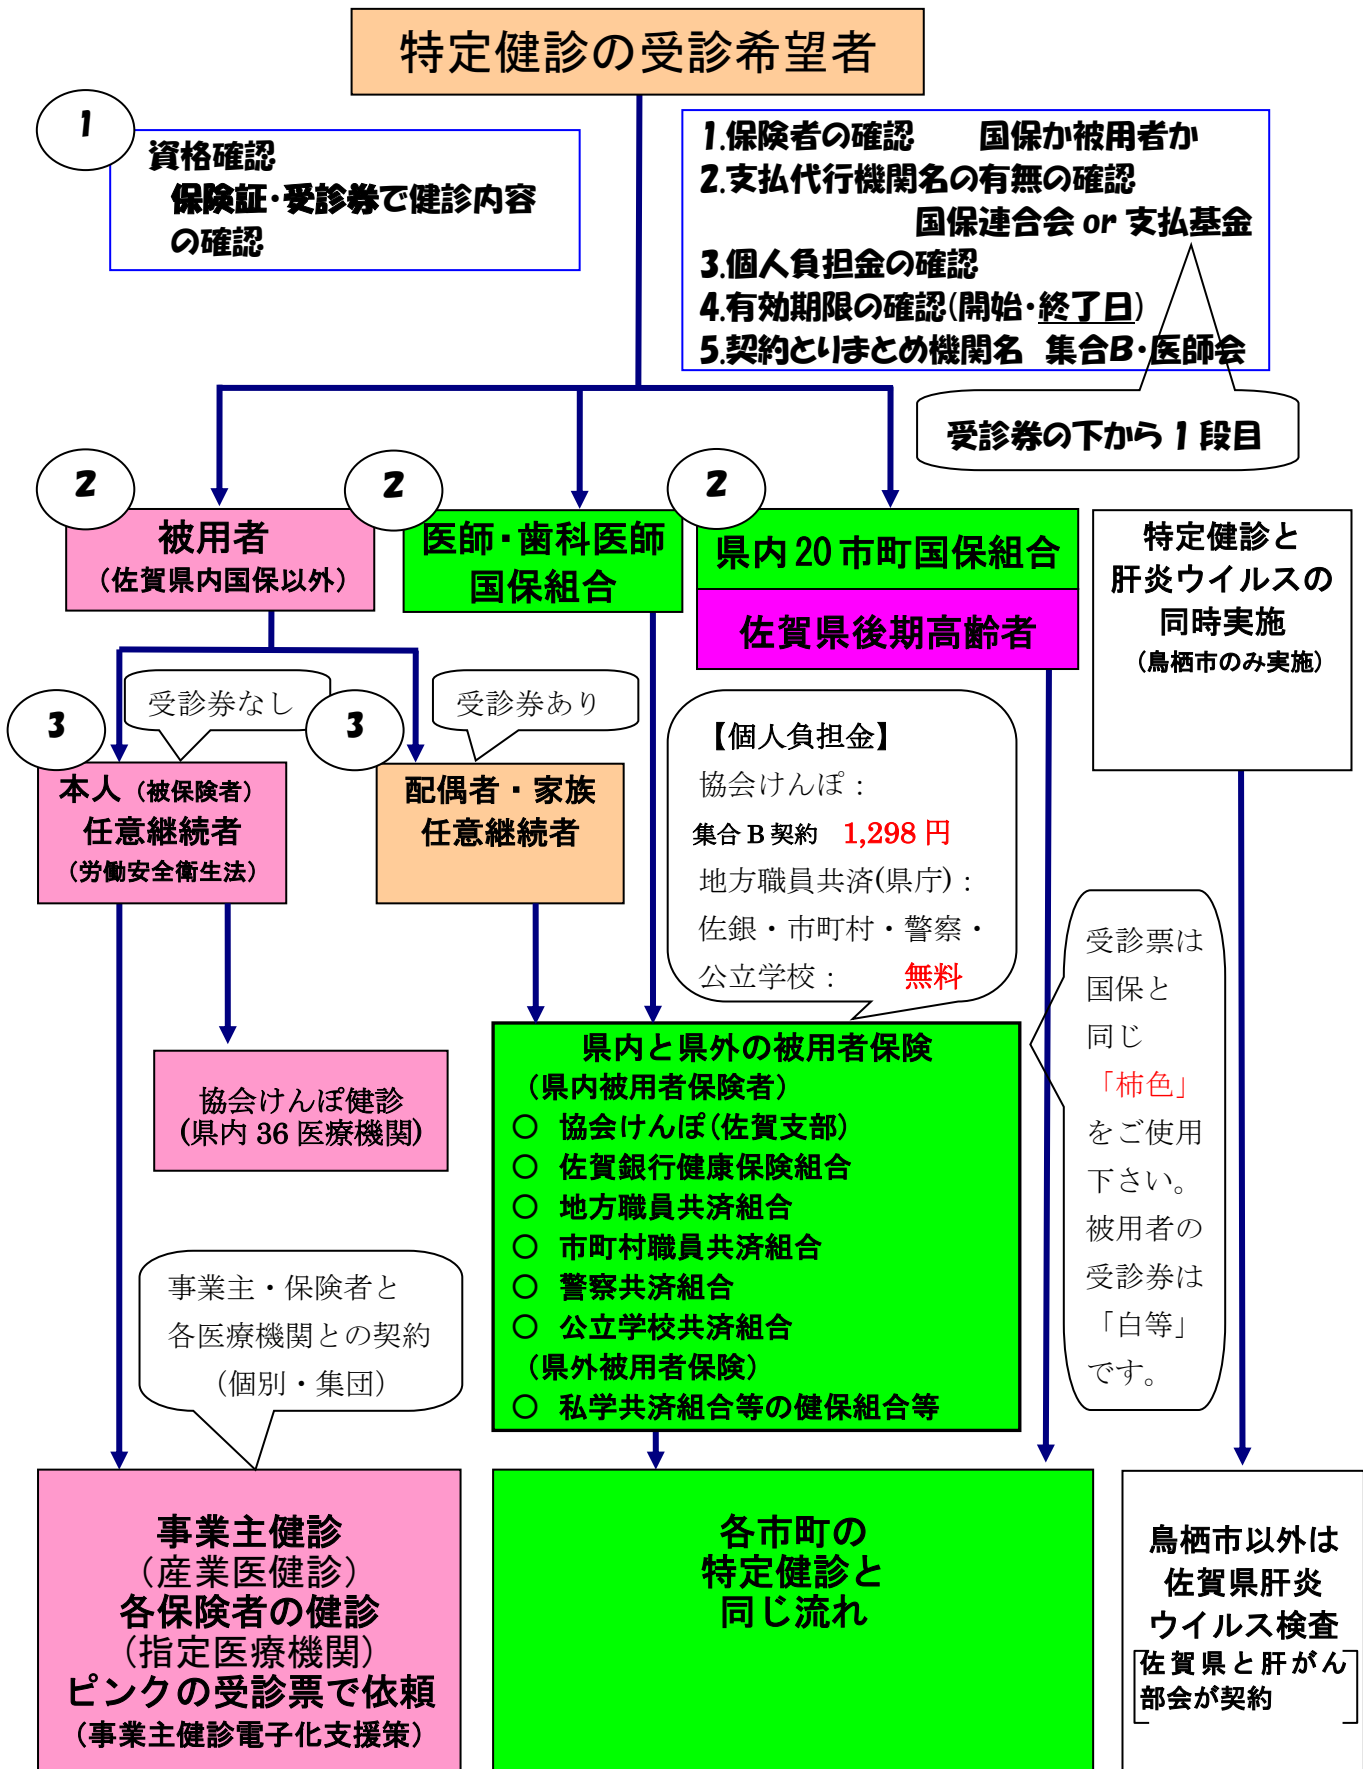 特定健診の受診希望者
1
資格確認
保険証・受診券で健診内容
の確認
1.保険者の確認　　国保か被用者か
2.支払代行機関名の有無の確認
国保連合会 or 支払基金
3.個人負担金の確認
4.有効期限の確認(開始・終了日)
5.契約とりまとめ機関名　集合B・医師会
受診券の下から1段目
2
被用者
（佐賀県内国保以外）
2
医師・歯科医師
国保組合
2
県内20市町国保組合
佐賀県後期高齢者
特定健診と
肝炎ウイルスの
同時実施
（鳥栖市のみ実施）
受診券なし
受診券あり
3
本人（被保険者）
任意継続者
（労働安全衛生法）
3
配偶者・家族
任意継続者
【個人負担金】
協会けんぽ：
集合B契約　1,298円
地方職員共済(県庁)：
佐銀・市町村・警察・
公立学校：　無料
受診票は
国保と
同じ
「柿色」
をご使用
下さい。
被用者の
受診券は
「白等」
です。
協会けんぽ健診
(県内36医療機関)
県内と県外の被用者保険
（県内被用者保険者）
○　協会けんぽ(佐賀支部)
○　佐賀銀行健康保険組合
○　地方職員共済組合
○　市町村職員共済組合
○　警察共済組合
○　公立学校共済組合
（県外被用者保険）
○　私学共済組合等の健保組合等
事業主・保険者と
各医療機関との契約
（個別・集団）
事業主健診
（産業医健診）
各保険者の健診
（指定医療機関）
ピンクの受診票で依頼
（事業主健診電子化支援策）
各市町の
特定健診と
同じ流れ
鳥栖市以外は
佐賀県肝炎
ウイルス検査
佐賀県と肝がん
部会が契約